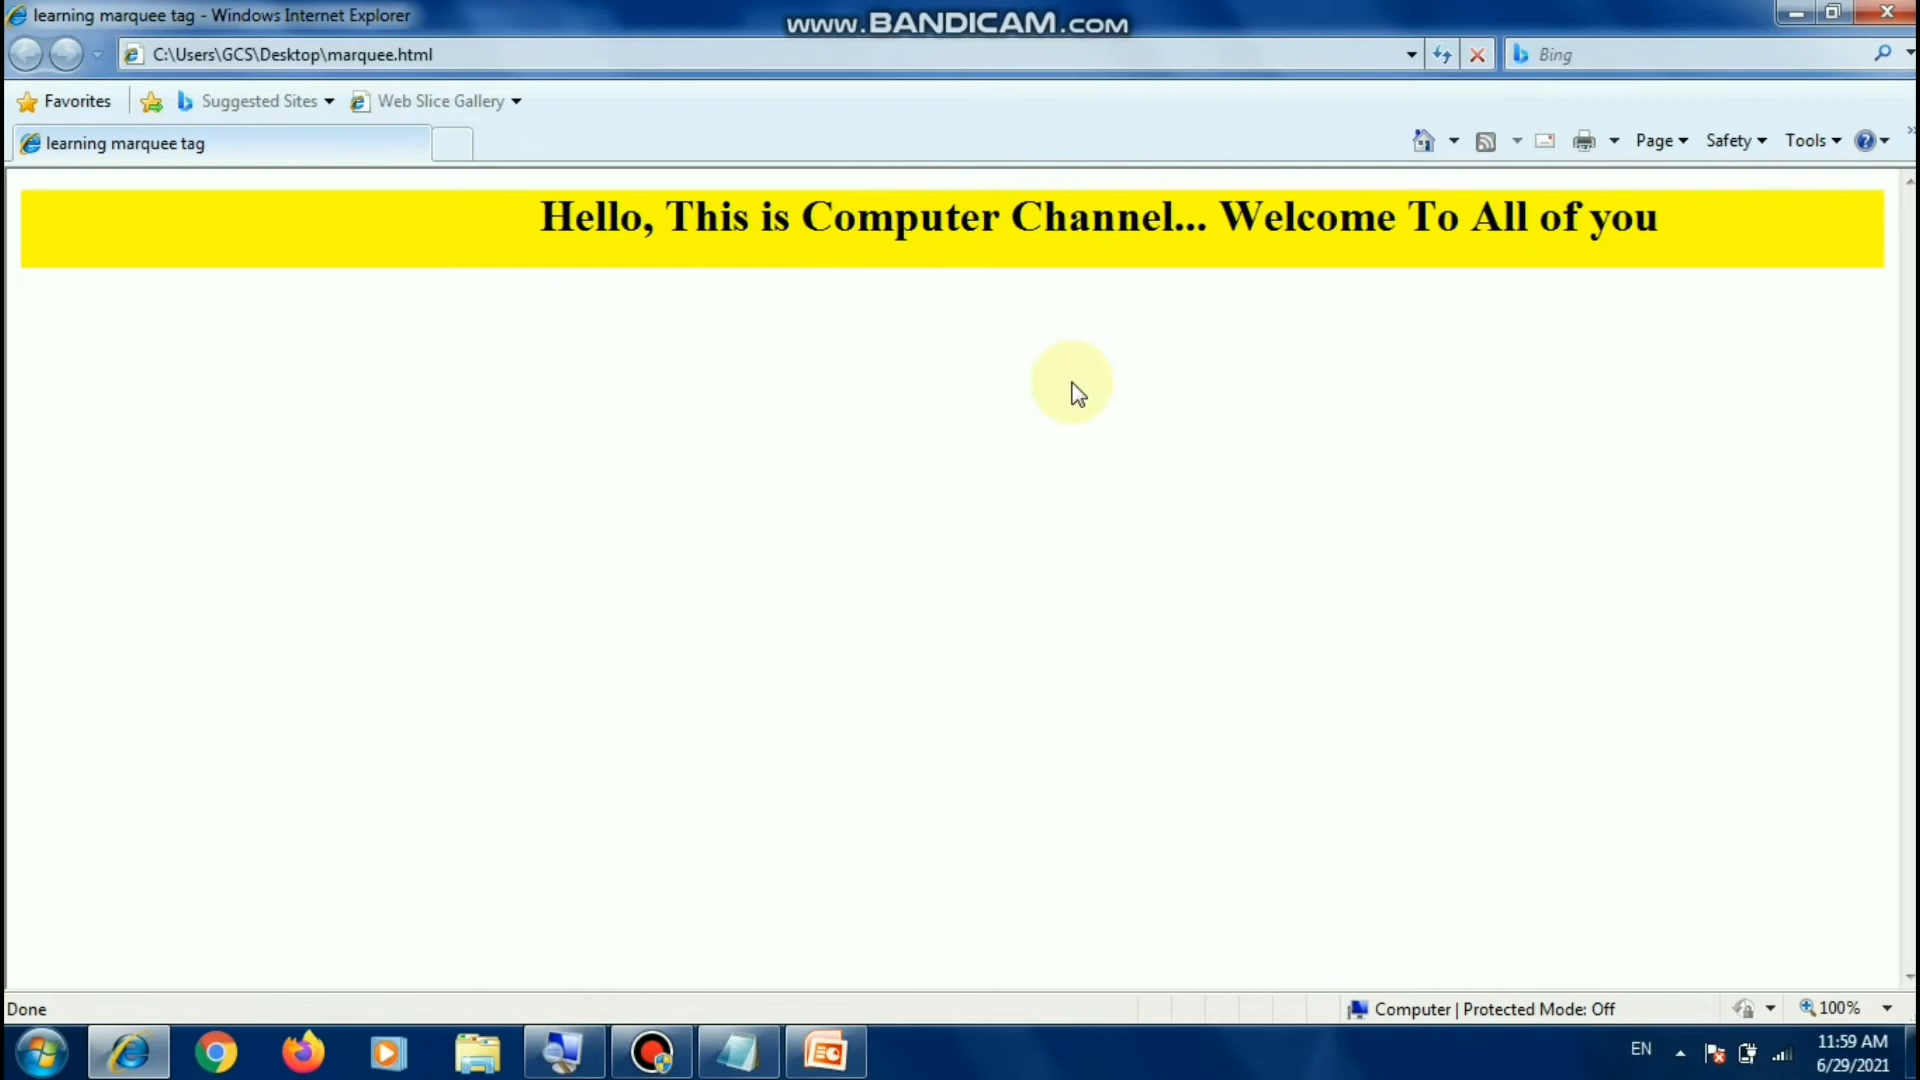 learning marquee tag - Windows Internet Explorer
www.BANDICAM.com
C:\Users\GCS\Desktop\marquee.html
Bing
Favorites
Suggested Sites
Web Slice Gallery
learning marquee tag
Page
Safety
Tools
Hello, This is Computer Channel... Welcome To All of you
Done
Computer | Protected Mode: Off
100%
EN
11:59 AM
6/29/2021